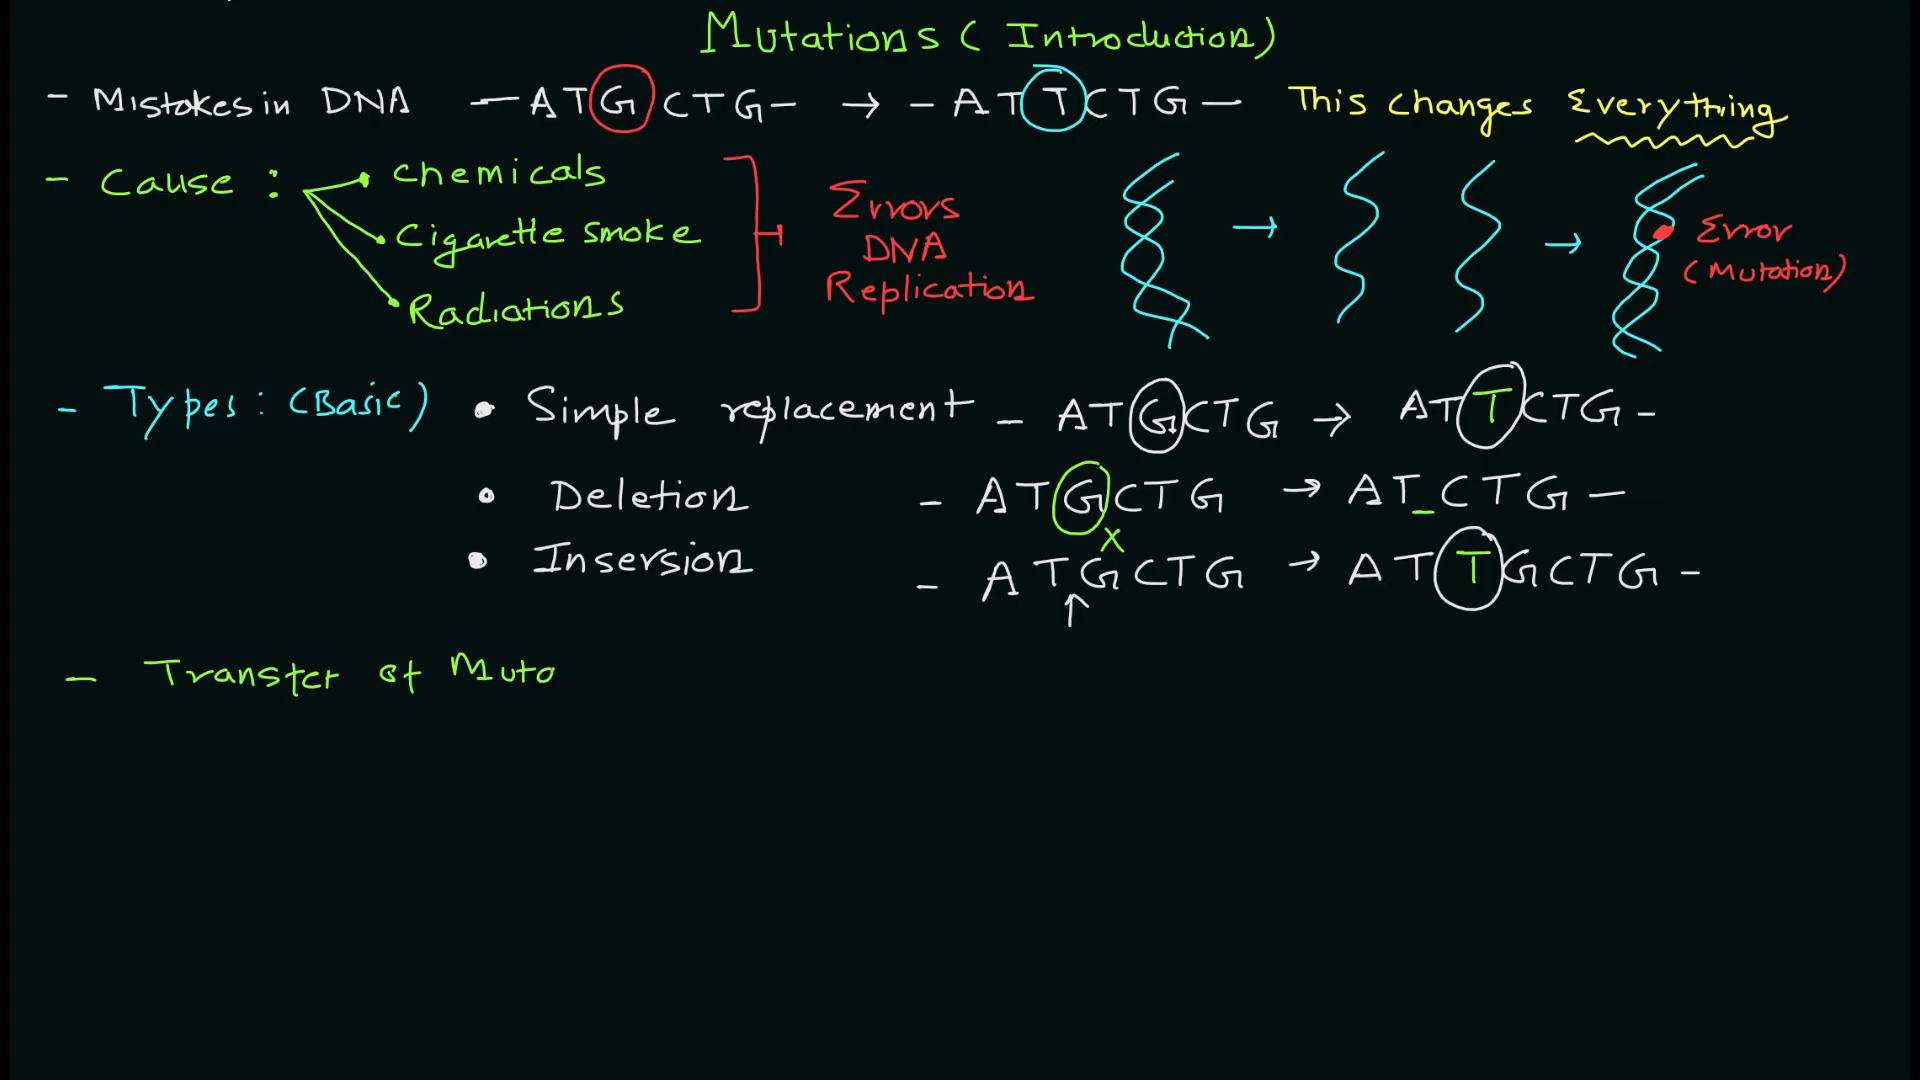 Mutations ( Introduction )
- Mistakes in DNA — ATGCTG - → - ATTCTG — This changes Everything
- Cause : chemicals
Cigarette smoke
Radiations
Errors
DNA
Replication
→ → Error
(Mutation)
- Types : (Basic) • Simple replacement - ATGCTG → ATTCTG -
• Deletion - ATGCTG → AT_CTG —
x
• Insersion - ATGCTG → ATTGCTG -
↑
- Transfer of Muta